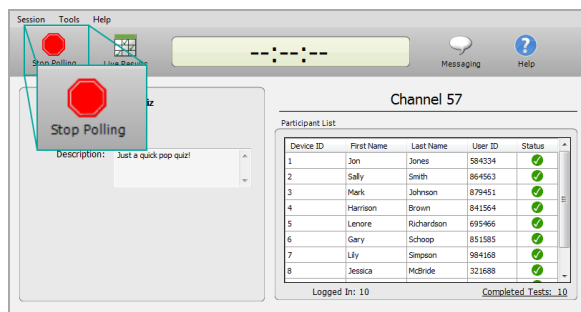 Session Tools Help
--:--:--
Stop Polling Live Results Messaging Help
Stop Polling
iz
Description: Just a quick pop quiz!
Channel 57
Participant List
Device ID First Name Last Name User ID Status
1 Jon Jones 584334
2 Sally Smith 864563
3 Mark Johnson 879451
4 Harrison Brown 841564
5 Lenore Richardson 695466
6 Gary Schoop 851585
7 Lily Simpson 984168
8 Jessica McBride 321688
Logged In: 10 Completed Tests: 10